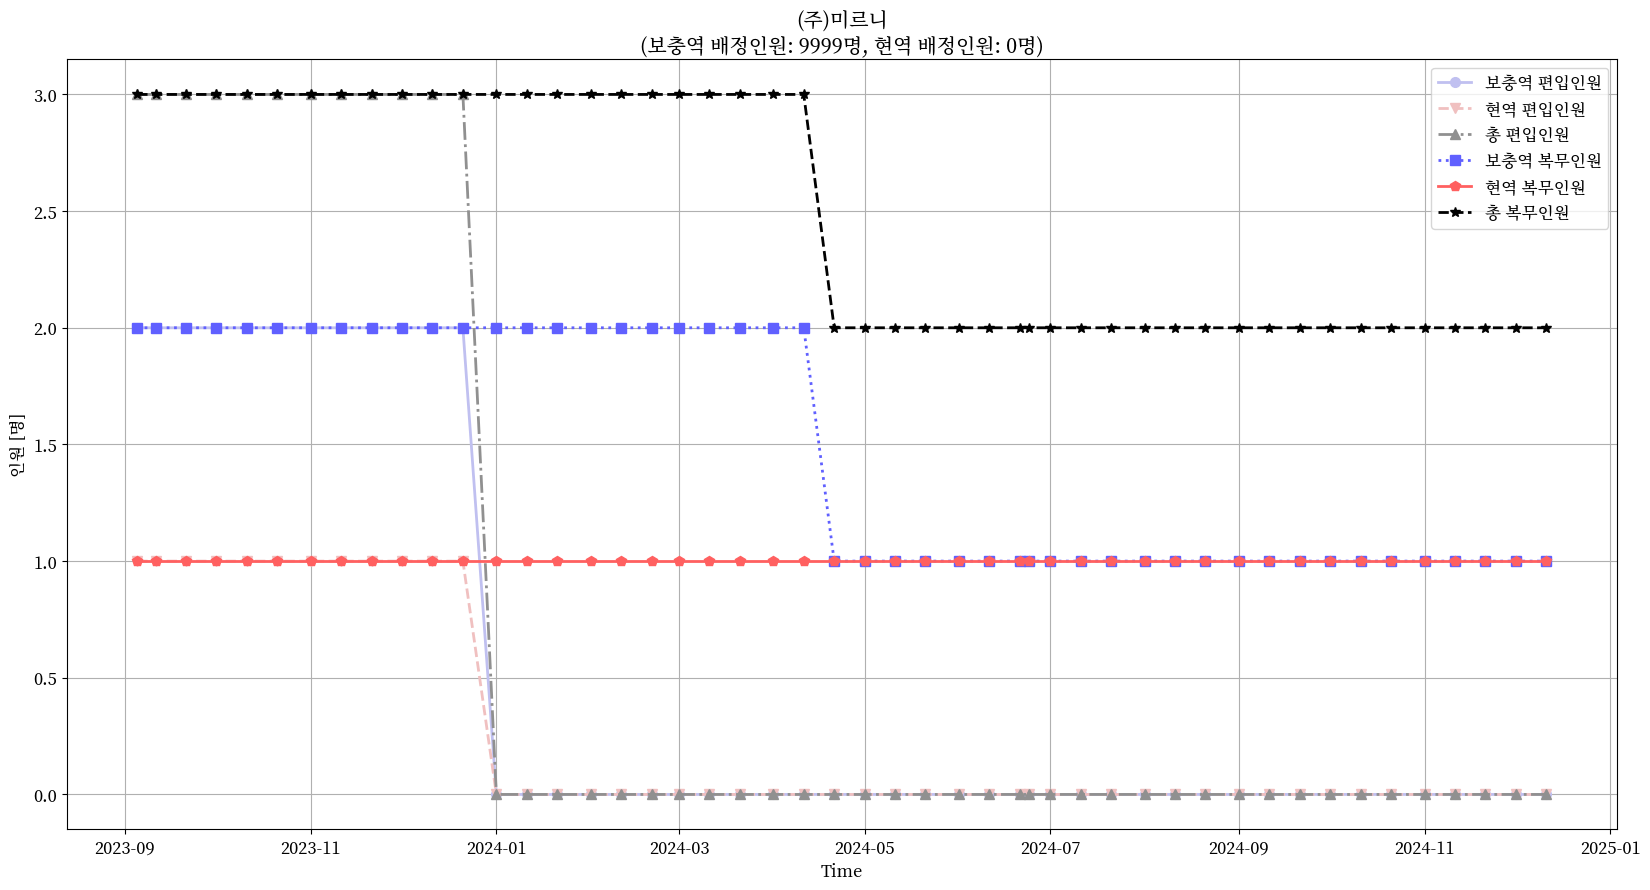 (주)미르니
(보충역 배정인원: 9999명, 현역 배정인원: 0명)
보충역 편입인원
현역 편입인원
총 편입인원
보충역 복무인원
현역 복무인원
총 복무인원
3.0
2.5
2.0
1.5
1.0
0.5
0.0
인원 [명]
2023-09
2023-11
2024-01
2024-03
2024-05
2024-07
2024-09
2024-11
2025-01
Time